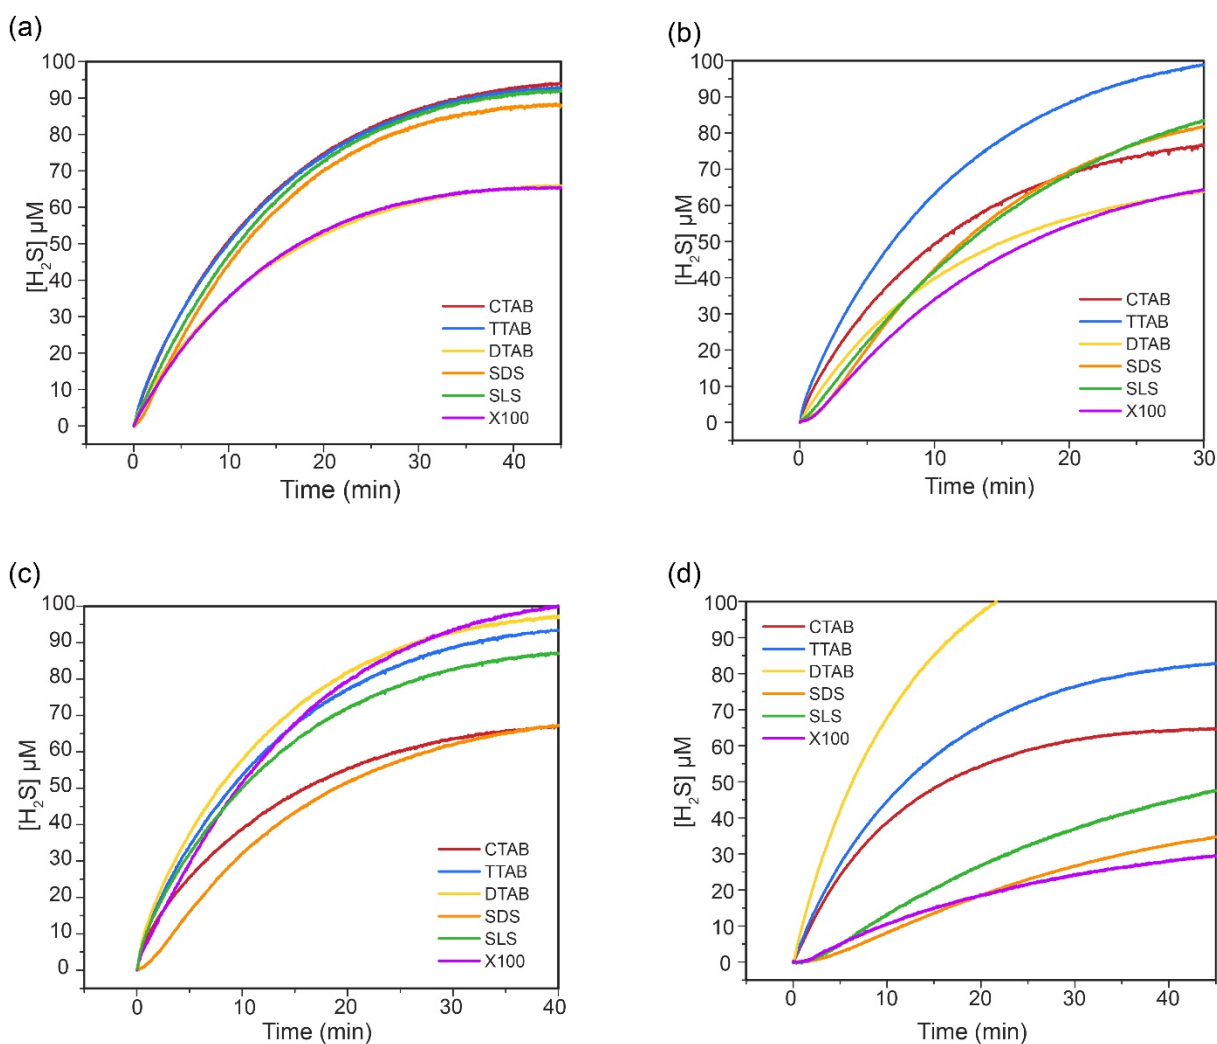 (a)
100
90
80
70
60
50
40
30
20
10
0
[H₂S] µM
CTAB
TTAB
DTAB
SDS
SLS
X100
0 10 20 30 40
Time (min)
(b)
100
90
80
70
60
50
40
30
20
10
0
[H₂S] µM
CTAB
TTAB
DTAB
SDS
SLS
X100
0 10 20 30
Time (min)
(c)
100
90
80
70
60
50
40
30
20
10
0
[H₂S] µM
CTAB
TTAB
DTAB
SDS
SLS
X100
0 10 20 30 40
Time (min)
(d)
100
90
80
70
60
50
40
30
20
10
0
[H₂S] µM
CTAB
TTAB
DTAB
SDS
SLS
X100
0 10 20 30 40
Time (min)